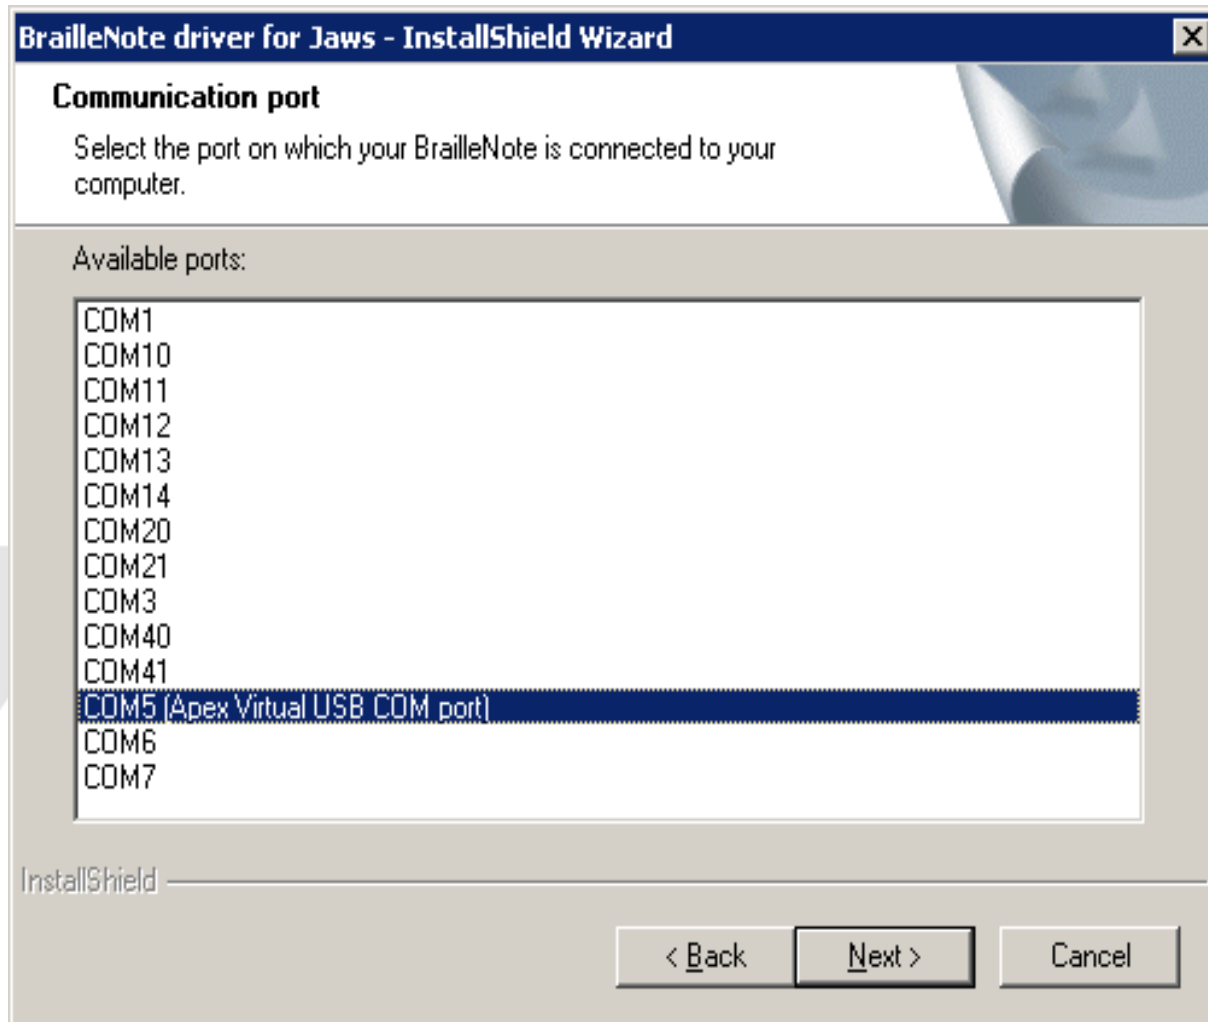 BrailleNote driver for Jaws - InstallShield Wizard
Communication port
Select the port on which your BrailleNote is connected to your
computer.
Available ports:
COM1
COM10
COM11
COM12
COM13
COM14
COM20
COM21
COM3
COM40
COM41
COM5 (Apex Virtual USB COM port)
COM6
COM7
InstallShield
< Back
Next >
Cancel